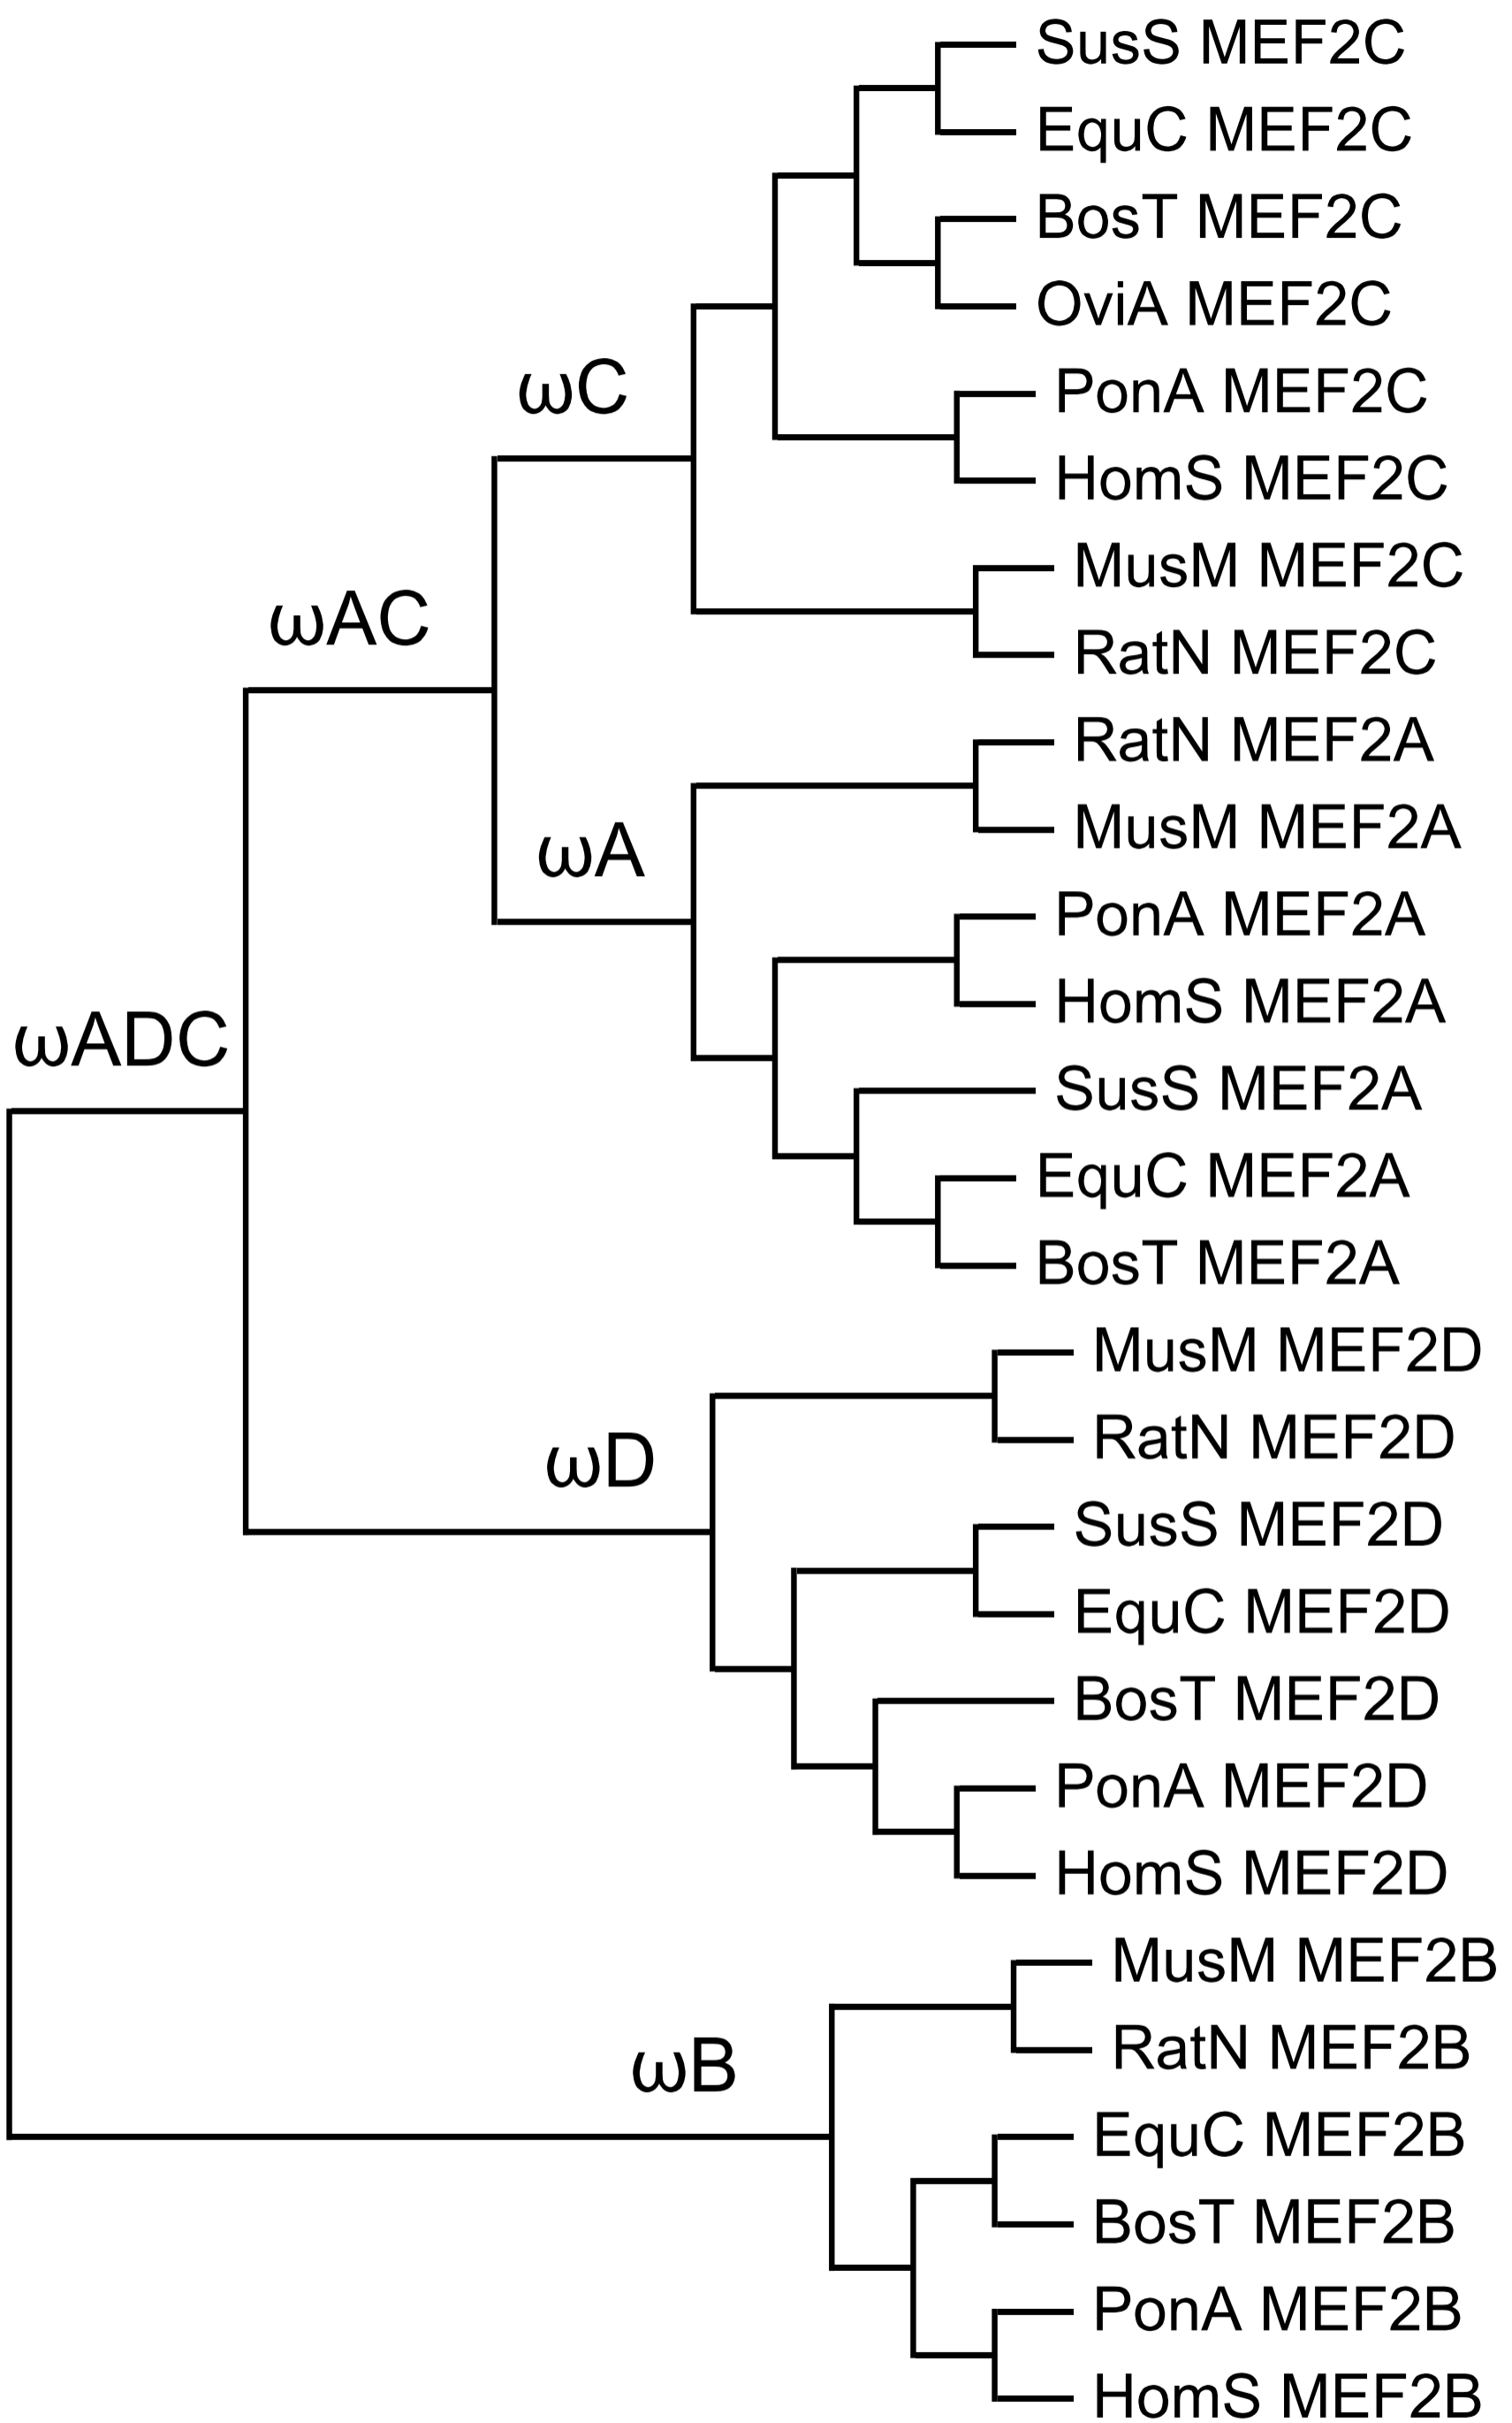 SusS MEF2C
EquC MEF2C
BosT MEF2C
OviA MEF2C
ωC
PonA MEF2C
HomS MEF2C
MusM MEF2C
ωAC
RatN MEF2C
RatN MEF2A
MusM MEF2A
ωA
PonA MEF2A
HomS MEF2A
ωADC
SusS MEF2A
EquC MEF2A
BosT MEF2A
MusM MEF2D
RatN MEF2D
ωD
SusS MEF2D
EquC MEF2D
BosT MEF2D
PonA MEF2D
HomS MEF2D
MusM MEF2B
RatN MEF2B
ωB
EquC MEF2B
BosT MEF2B
PonA MEF2B
HomS MEF2B